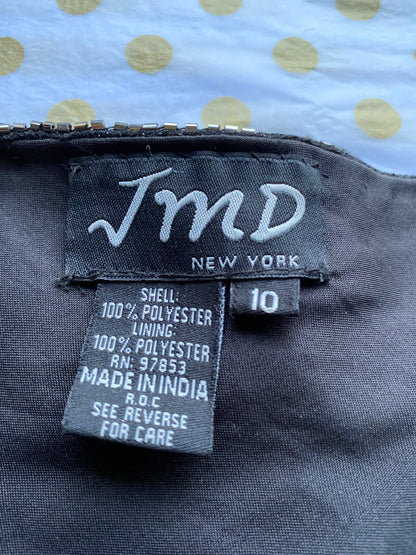 JMD
NEW YORK
10
SHELL:
100% POLYESTER
LINING:
100% POLYESTER
RN: 97853
MADE IN INDIA
R.O.C
SEE REVERSE
FOR CARE